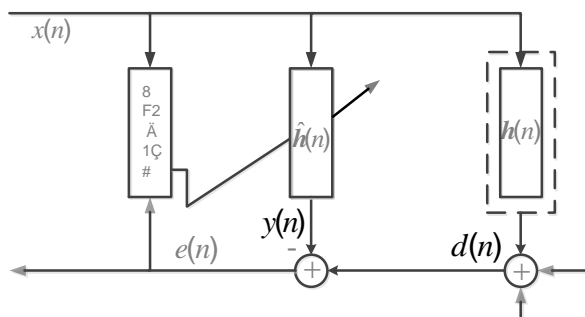 x(n)
8
F2
Ä
1Ç
#
ĥ(n)
h(n)
y(n)
-
d(n)
e(n)
+
+